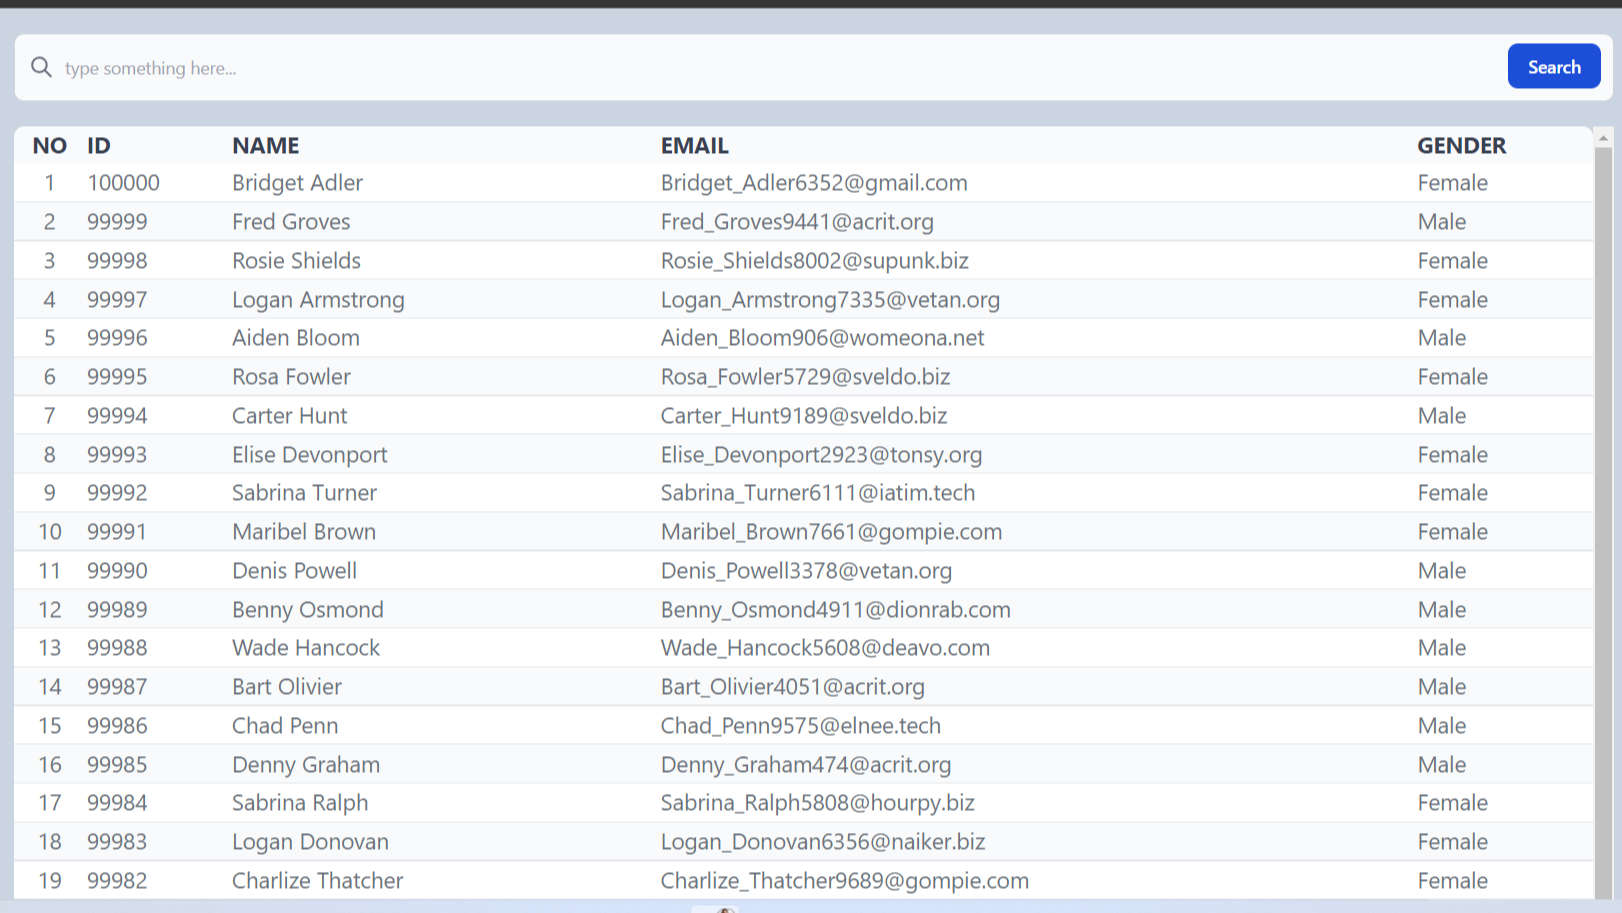 type something here...
Search
NO ID NAME EMAIL GENDER
1 100000 Bridget Adler Bridget_Adler6352@gmail.com Female
2 99999 Fred Groves Fred_Groves9441@acrit.org Male
3 99998 Rosie Shields Rosie_Shields8002@supunk.biz Female
4 99997 Logan Armstrong Logan_Armstrong7335@vetan.org Female
5 99996 Aiden Bloom Aiden_Bloom906@womeona.net Male
6 99995 Rosa Fowler Rosa_Fowler5729@sveldo.biz Female
7 99994 Carter Hunt Carter_Hunt9189@sveldo.biz Male
8 99993 Elise Devonport Elise_Devonport2923@tonsy.org Female
9 99992 Sabrina Turner Sabrina_Turner6111@iatim.tech Female
10 99991 Maribel Brown Maribel_Brown7661@gompie.com Female
11 99990 Denis Powell Denis_Powell3378@vetan.org Male
12 99989 Benny Osmond Benny_Osmond4911@dionrab.com Male
13 99988 Wade Hancock Wade_Hancock5608@deavo.com Male
14 99987 Bart Olivier Bart_Olivier4051@acrit.org Male
15 99986 Chad Penn Chad_Penn9575@elnee.tech Male
16 99985 Denny Graham Denny_Graham474@acrit.org Male
17 99984 Sabrina Ralph Sabrina_Ralph5808@hourpy.biz Female
18 99983 Logan Donovan Logan_Donovan6356@naiker.biz Female
19 99982 Charlize Thatcher Charlize_Thatcher9689@gompie.com Female